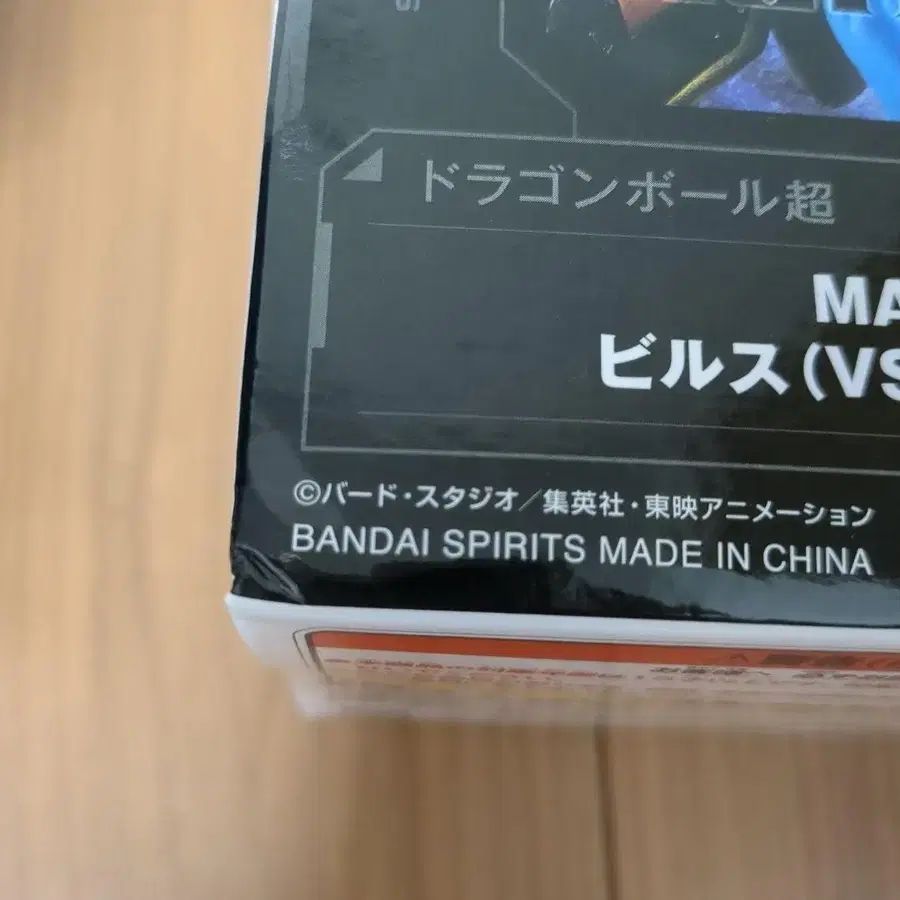 ドラゴンボール超
MA
ビルス(VS
©バード・スタジオ/集英社・東映アニメーション
BANDAI SPIRITS MADE IN CHINA